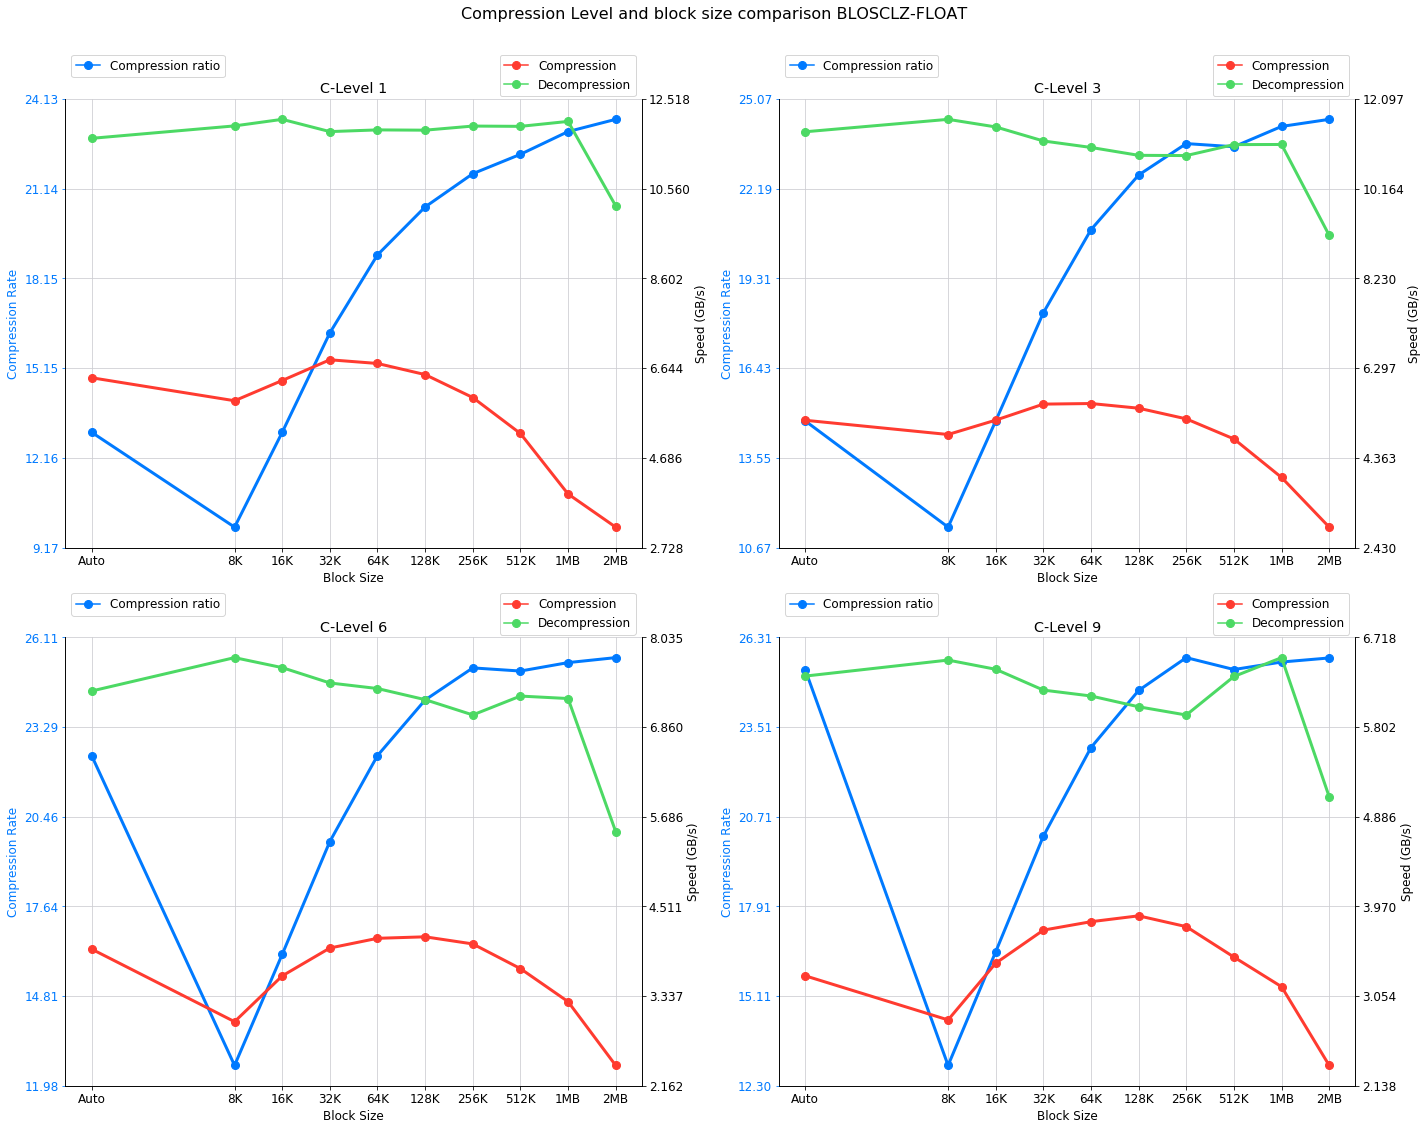 Compression Level and block size comparison BLOSCLZ-FLOAT
Compression ratio
Compression
Decompression
C-Level 1
24.13
21.14
18.15
15.15
12.16
9.17
Compression Rate
12.518
10.560
8.602
6.644
4.686
2.728
Speed (GB/s)
Auto 8K 16K 32K 64K 128K 256K 512K 1MB 2MB
Block Size
Compression ratio
Compression
Decompression
C-Level 3
25.07
22.19
19.31
16.43
13.55
10.67
Compression Rate
12.097
10.164
8.230
6.297
4.363
2.430
Speed (GB/s)
Auto 8K 16K 32K 64K 128K 256K 512K 1MB 2MB
Block Size
Compression ratio
Compression
Decompression
C-Level 6
26.11
23.29
20.46
17.64
14.81
11.98
Compression Rate
8.035
6.860
5.686
4.511
3.337
2.162
Speed (GB/s)
Auto 8K 16K 32K 64K 128K 256K 512K 1MB 2MB
Block Size
Compression ratio
Compression
Decompression
C-Level 9
26.31
23.51
20.71
17.91
15.11
12.30
Compression Rate
6.718
5.802
4.886
3.970
3.054
2.138
Speed (GB/s)
Auto 8K 16K 32K 64K 128K 256K 512K 1MB 2MB
Block Size